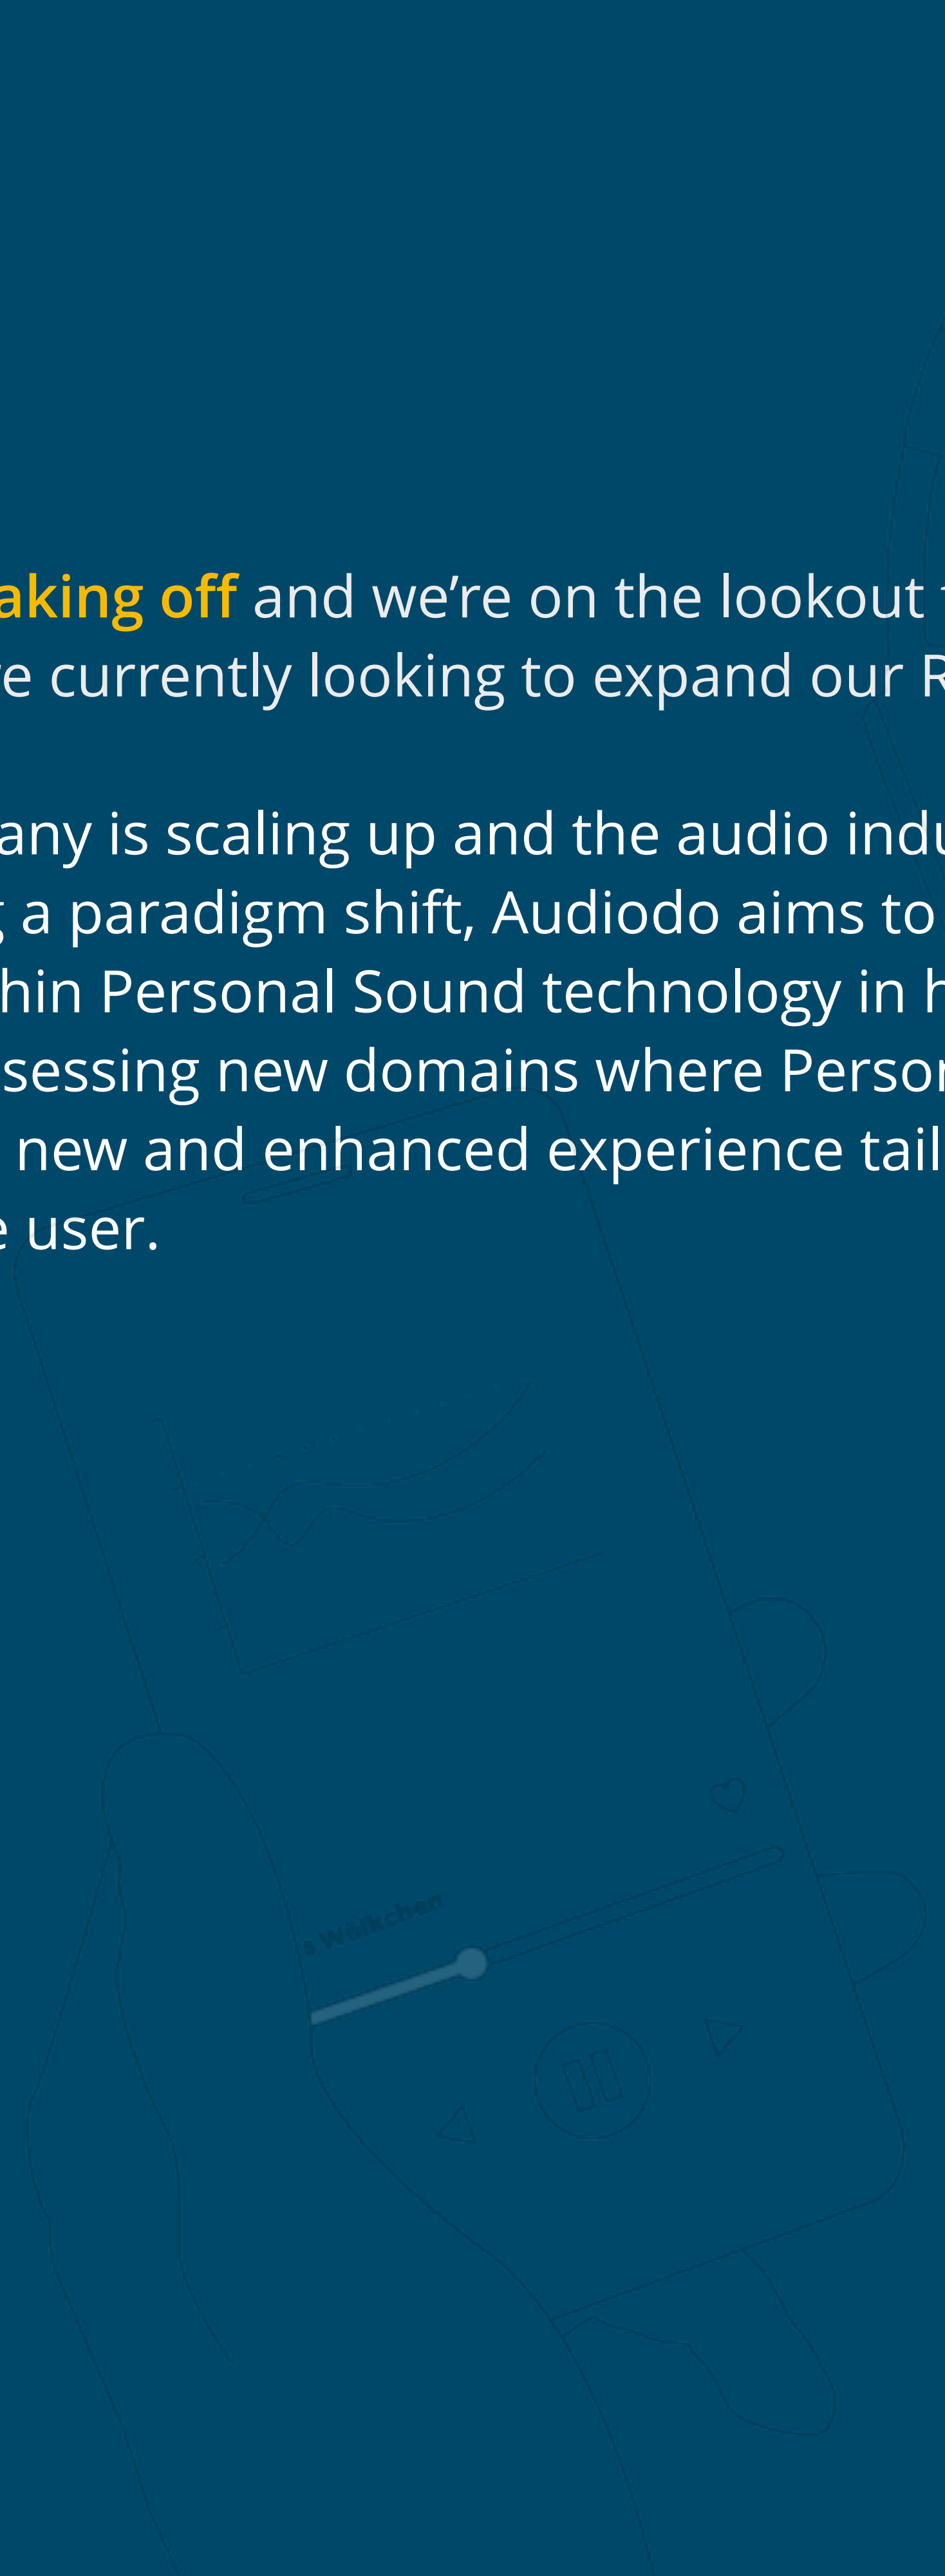 aking off and we’re on the lookout
e currently looking to expand our R
any is scaling up and the audio indu
g a paradigm shift, Audiodo aims to
hin Personal Sound technology in h
sessing new domains where Person
new and enhanced experience tail
e user.
s Wölkchen